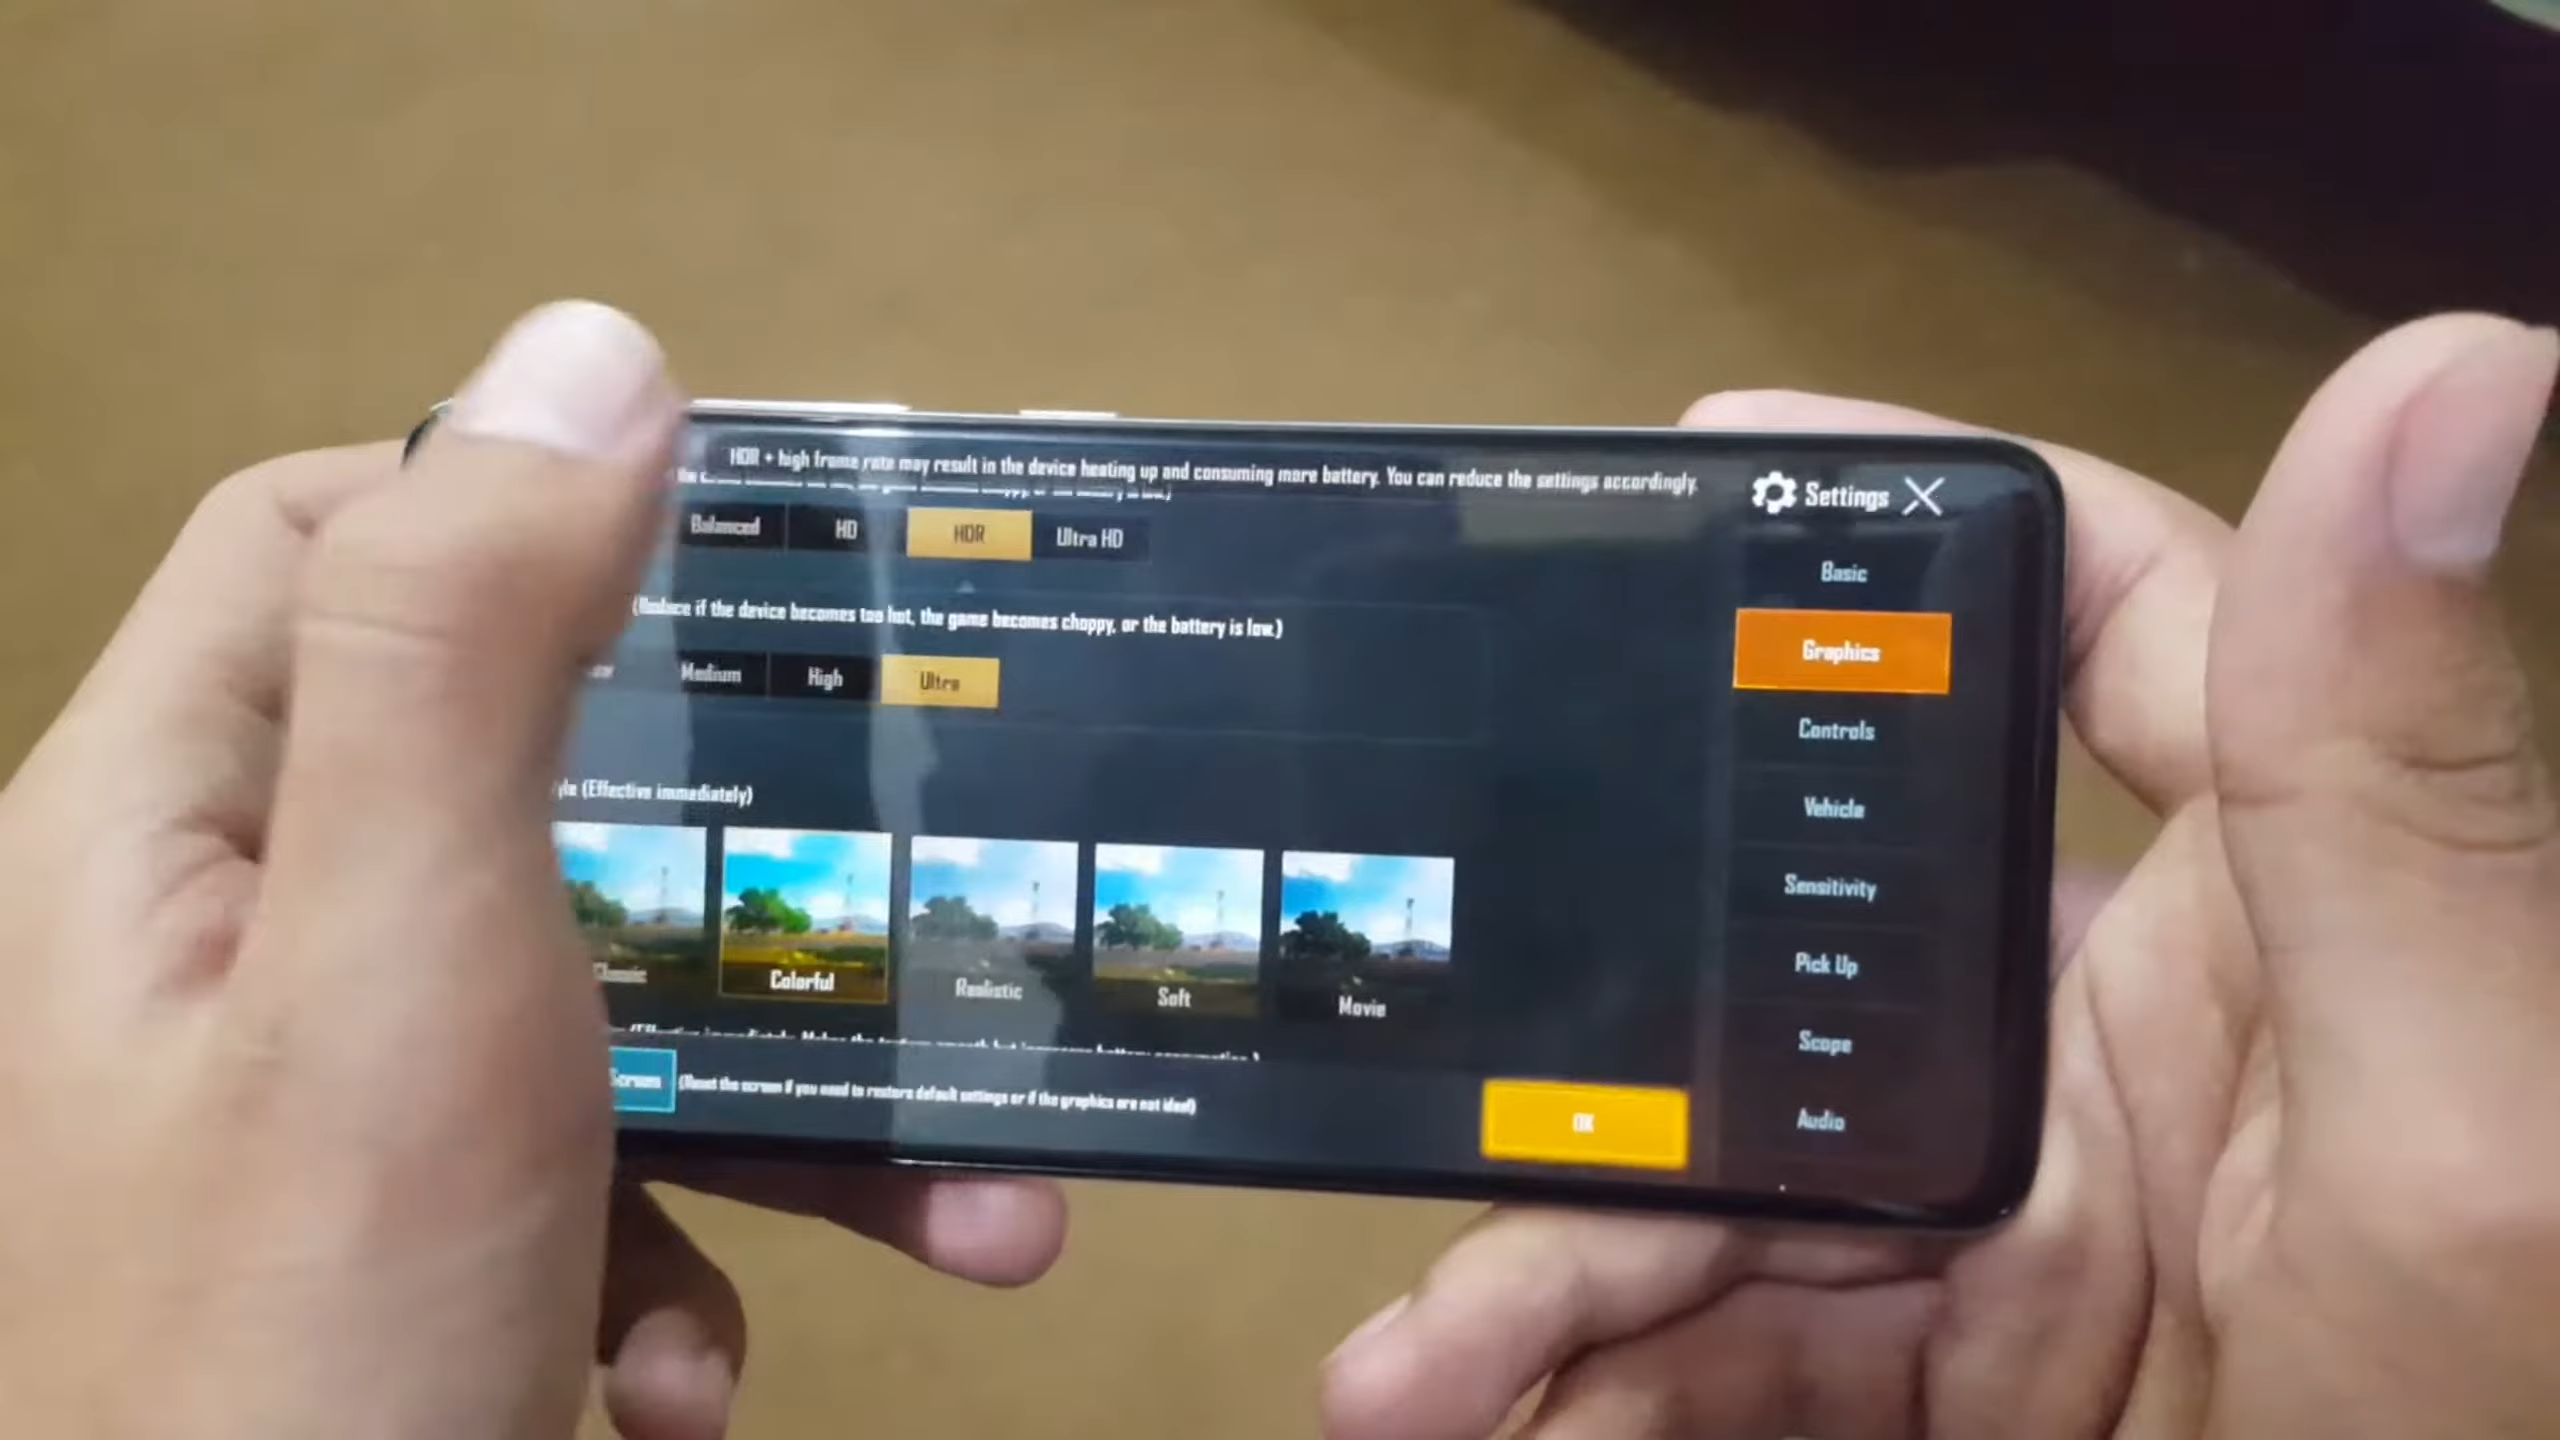 HDR + high frame rate may result in the device heating up and consuming more battery. You can reduce the settings accordingly.
Settings
Balanced HD HDR Ultra HD
Basic
if the device becomes too hot, the game becomes choppy, or the battery is low.)
Graphics
Medium High Ultra
Controls
(Effective immediately)
Vehicle
Sensitivity
Classic Colorful Realistic Soft Movie
Pick Up
Scope
Screen (Reset the screen if you need to restore default settings or if the graphics are not ideal)
OK
Audio